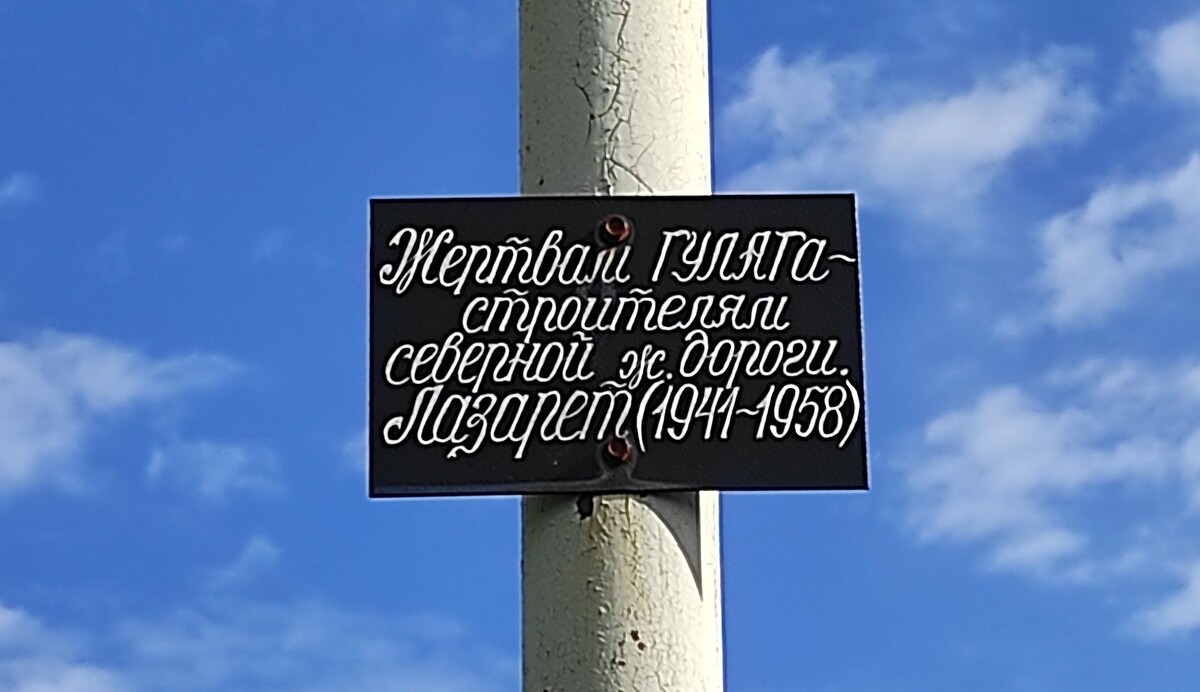 Жертвам ГУЛАГа-
строителям
северной ж. дороги.
Лазарет (1941-1958)